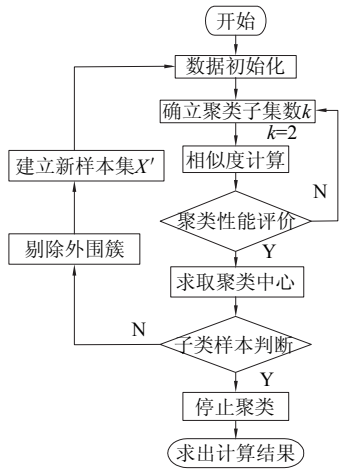 开始
数据初始化
确立聚类子集数k
k=2
建立新样本集X′
相似度计算
N
聚类性能评价
剔除外围簇
Y
求取聚类中心
N
子类样本判断
Y
停止聚类
求出计算结果